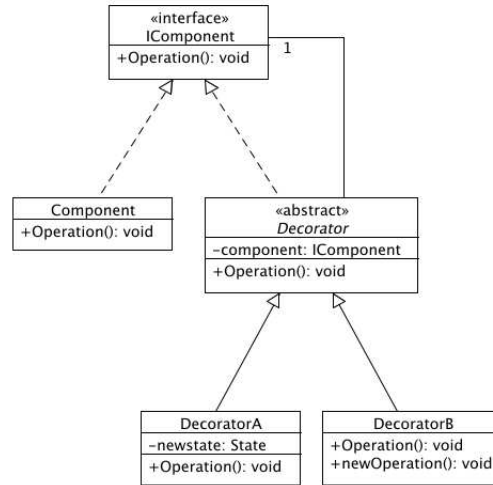 «interface»
IComponent
+Operation(): void
1
Component
+Operation(): void
«abstract»
Decorator
-component: IComponent
+Operation(): void
DecoratorA
-newstate: State
+Operation(): void
DecoratorB
+Operation(): void
+newOperation(): void